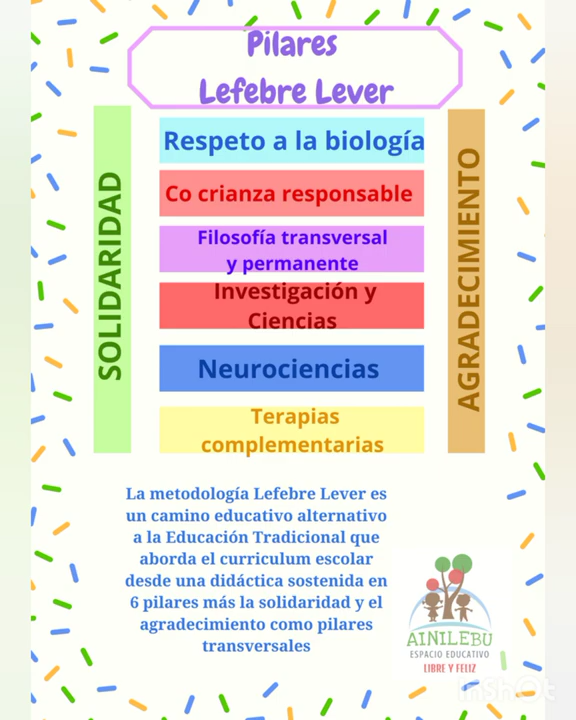 Pilares
Lefebre Lever
SOLIDARIDAD
Respeto a la biología
Co crianza responsable
Filosofía transversal
y permanente
Investigación y
Ciencias
Neurociencias
Terapias
complementarias
AGRADECIMIENTO
La metodología Lefebre Lever es
un camino educativo alternativo
a la Educación Tradicional que
aborda el curriculum escolar
desde una didáctica sostenida en
6 pilares más la solidaridad y el
agradecimiento como pilares
transversales
AINILEBU
ESPACIO EDUCATIVO
LIBRE Y FELIZ
InShot